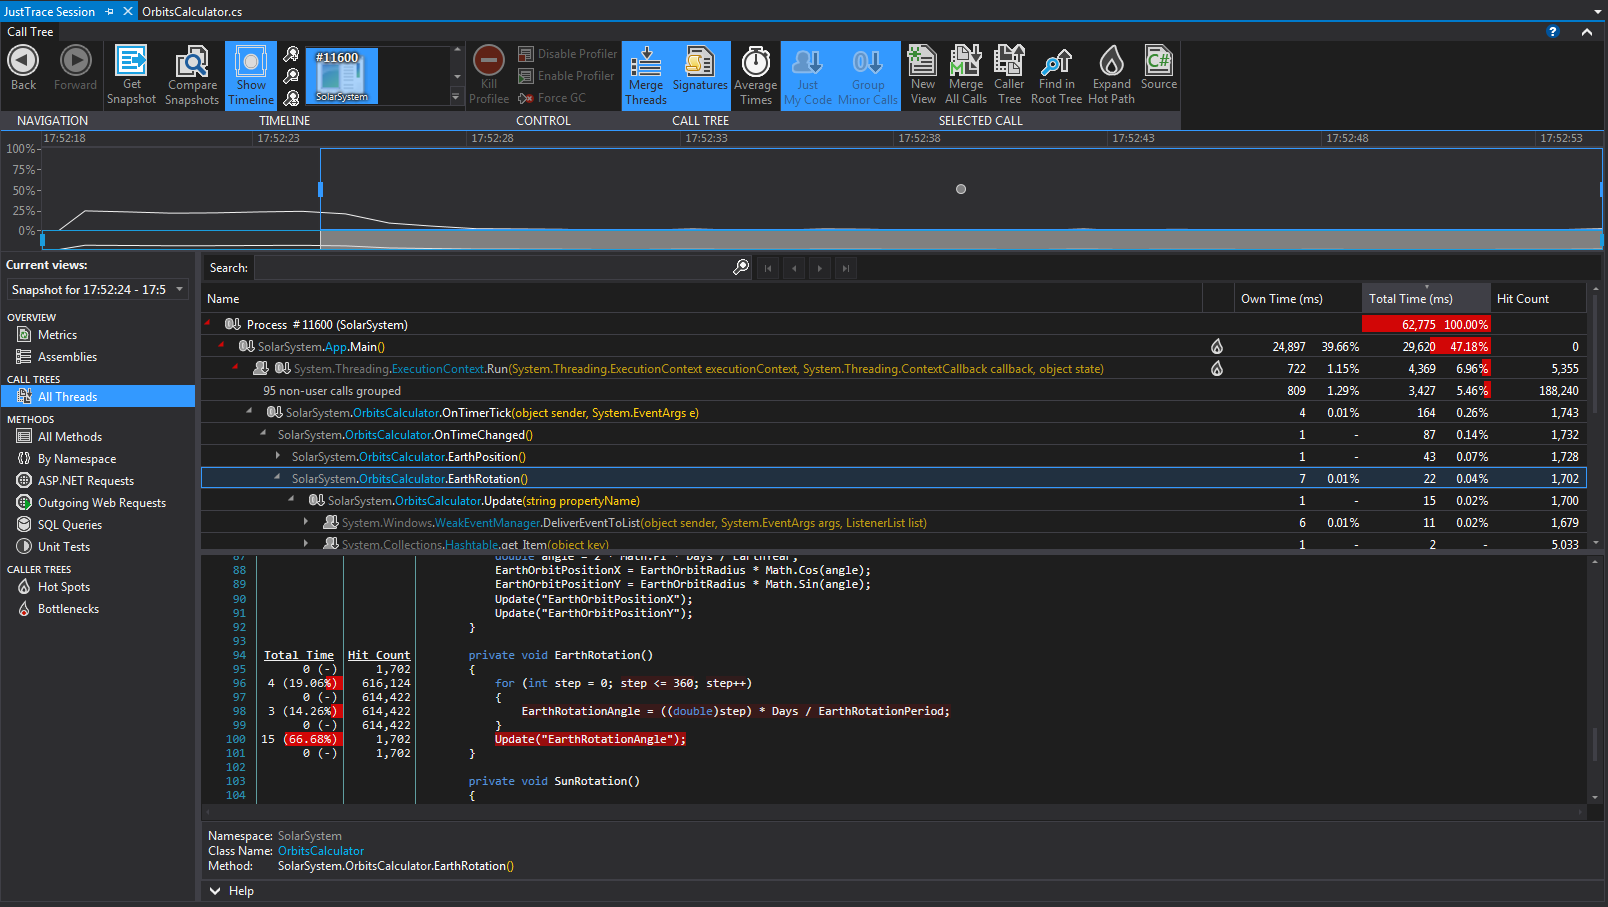 JustTrace Session OrbitsCalculator.cs
Call Tree
#11600
SolarSystem
Disable Profiler
Enable Profiler
Force GC
Back Forward Get Snapshot Compare Snapshots Show Timeline Kill Profilee Merge Threads Signatures Average Times Just My Code Group Minor Calls New View Merge All Calls Caller Tree Find in Root Tree Expand Hot Path Source
NAVIGATION TIMELINE CONTROL CALL TREE SELECTED CALL
17:52:18 17:52:23 17:52:28 17:52:33 17:52:38 17:52:43 17:52:48 17:52:53
100%
75%
50%
25%
0%
Current views:
Snapshot for 17:52:24 - 17:5
OVERVIEW
Metrics
Assemblies
CALL TREES
All Threads
METHODS
All Methods
By Namespace
ASP.NET Requests
Outgoing Web Requests
SQL Queries
Unit Tests
CALLER TREES
Hot Spots
Bottlenecks
Search:
Name Own Time (ms) Total Time (ms) Hit Count
Process #11600 (SolarSystem) 62,775 100.00%
SolarSystem.App.Main() 24,897 39.66% 29,620 47.18% 0
System.Threading.ExecutionContext.Run(System.Threading.ExecutionContext executionContext, System.Threading.ContextCallback callback, object state) 722 1.15% 4,369 6.96% 5,355
95 non-user calls grouped 809 1.29% 3,427 5.46% 188,240
SolarSystem.OrbitsCalculator.OnTimerTick(object sender, System.EventArgs e) 4 0.01% 164 0.26% 1,743
SolarSystem.OrbitsCalculator.OnTimeChanged() 1 - 87 0.14% 1,732
SolarSystem.OrbitsCalculator.EarthPosition() 1 - 43 0.07% 1,728
SolarSystem.OrbitsCalculator.EarthRotation() 7 0.01% 22 0.04% 1,702
SolarSystem.OrbitsCalculator.Update(string propertyName) 1 - 15 0.02% 1,700
System.Windows.WeakEventManager.DeliverEventToList(object sender, System.EventArgs args, ListenerList list) 6 0.01% 11 0.02% 1,679
System.Collections.Hashtable.get_Item(object key) 1 - 2 - 5,033
87 double angle = 2 * Math.PI * Days / EarthYear;
88 EarthOrbitPositionX = EarthOrbitRadius * Math.Cos(angle);
89 EarthOrbitPositionY = EarthOrbitRadius * Math.Sin(angle);
90 Update("EarthOrbitPositionX");
91 Update("EarthOrbitPositionY");
92 }
93
94 Total Time Hit Count private void EarthRotation()
95 0 (-) 1,702 {
96 4 (19.06%) 616,124 for (int step = 0; step <= 360; step++)
97 0 (-) 614,422 {
98 3 (14.26%) 614,422 EarthRotationAngle = ((double)step) * Days / EarthRotationPeriod;
99 0 (-) 614,422 }
100 15 (66.68%) 1,702 Update("EarthRotationAngle");
101 0 (-) 1,702 }
102
103 private void SunRotation()
104 {
Namespace: SolarSystem
Class Name: OrbitsCalculator
Method: SolarSystem.OrbitsCalculator.EarthRotation()
Help